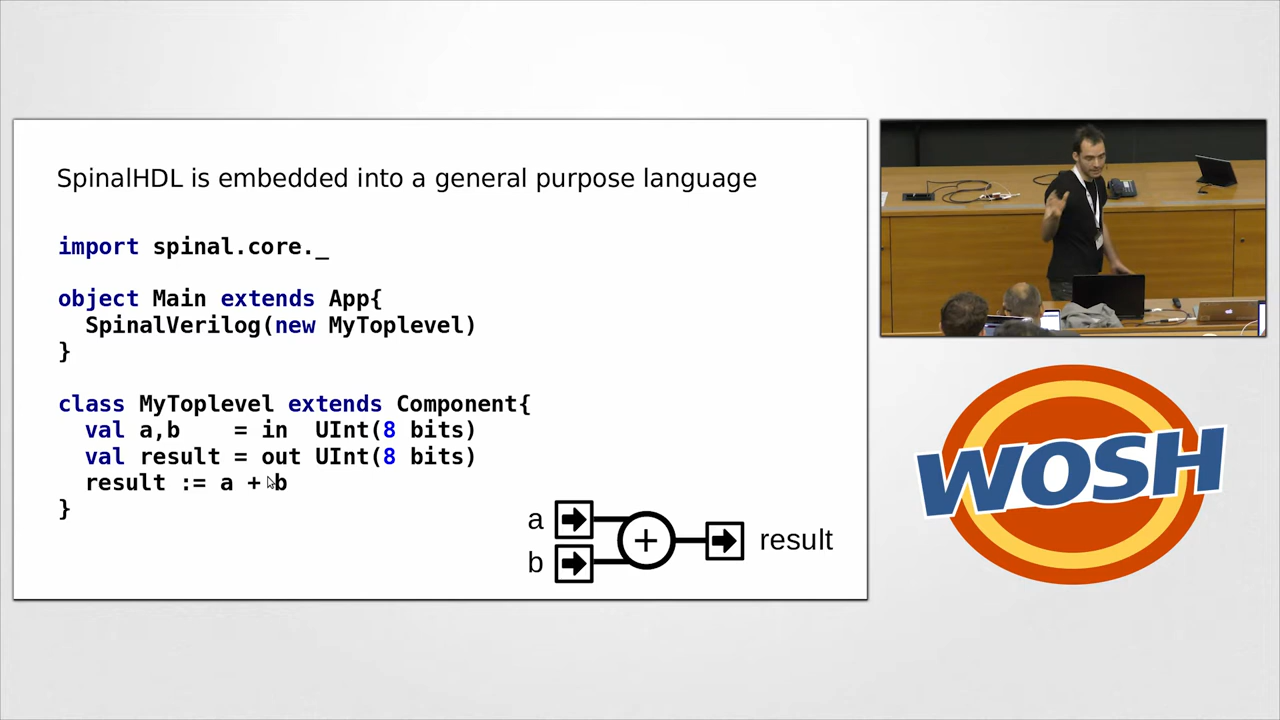 SpinalHDL is embedded into a general purpose language
import spinal.core._
object Main extends App{
  SpinalVerilog(new MyToplevel)
}
class MyToplevel extends Component{
  val a,b    = in  UInt(8 bits)
  val result = out UInt(8 bits)
  result := a + b
}
a
b
+
result
WOSH